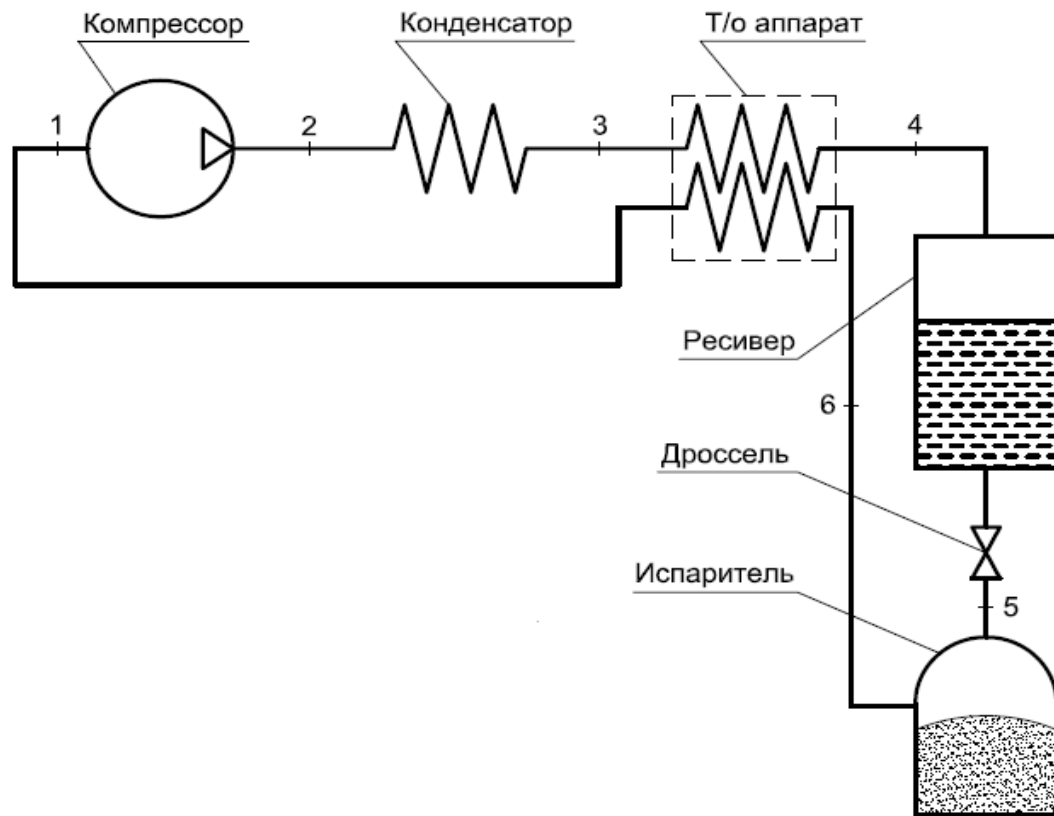 Компрессор
Конденсатор
Т/о аппарат
1
2
3
4
Ресивер
6
Дроссель
Испаритель
5